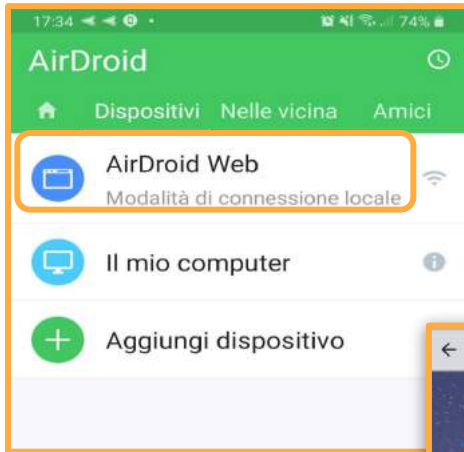 17:34
74%
AirDroid
Dispositivi Nelle vicina Amici
AirDroid Web
Modalità di connessione locale
Il mio computer
Aggiungi dispositivo